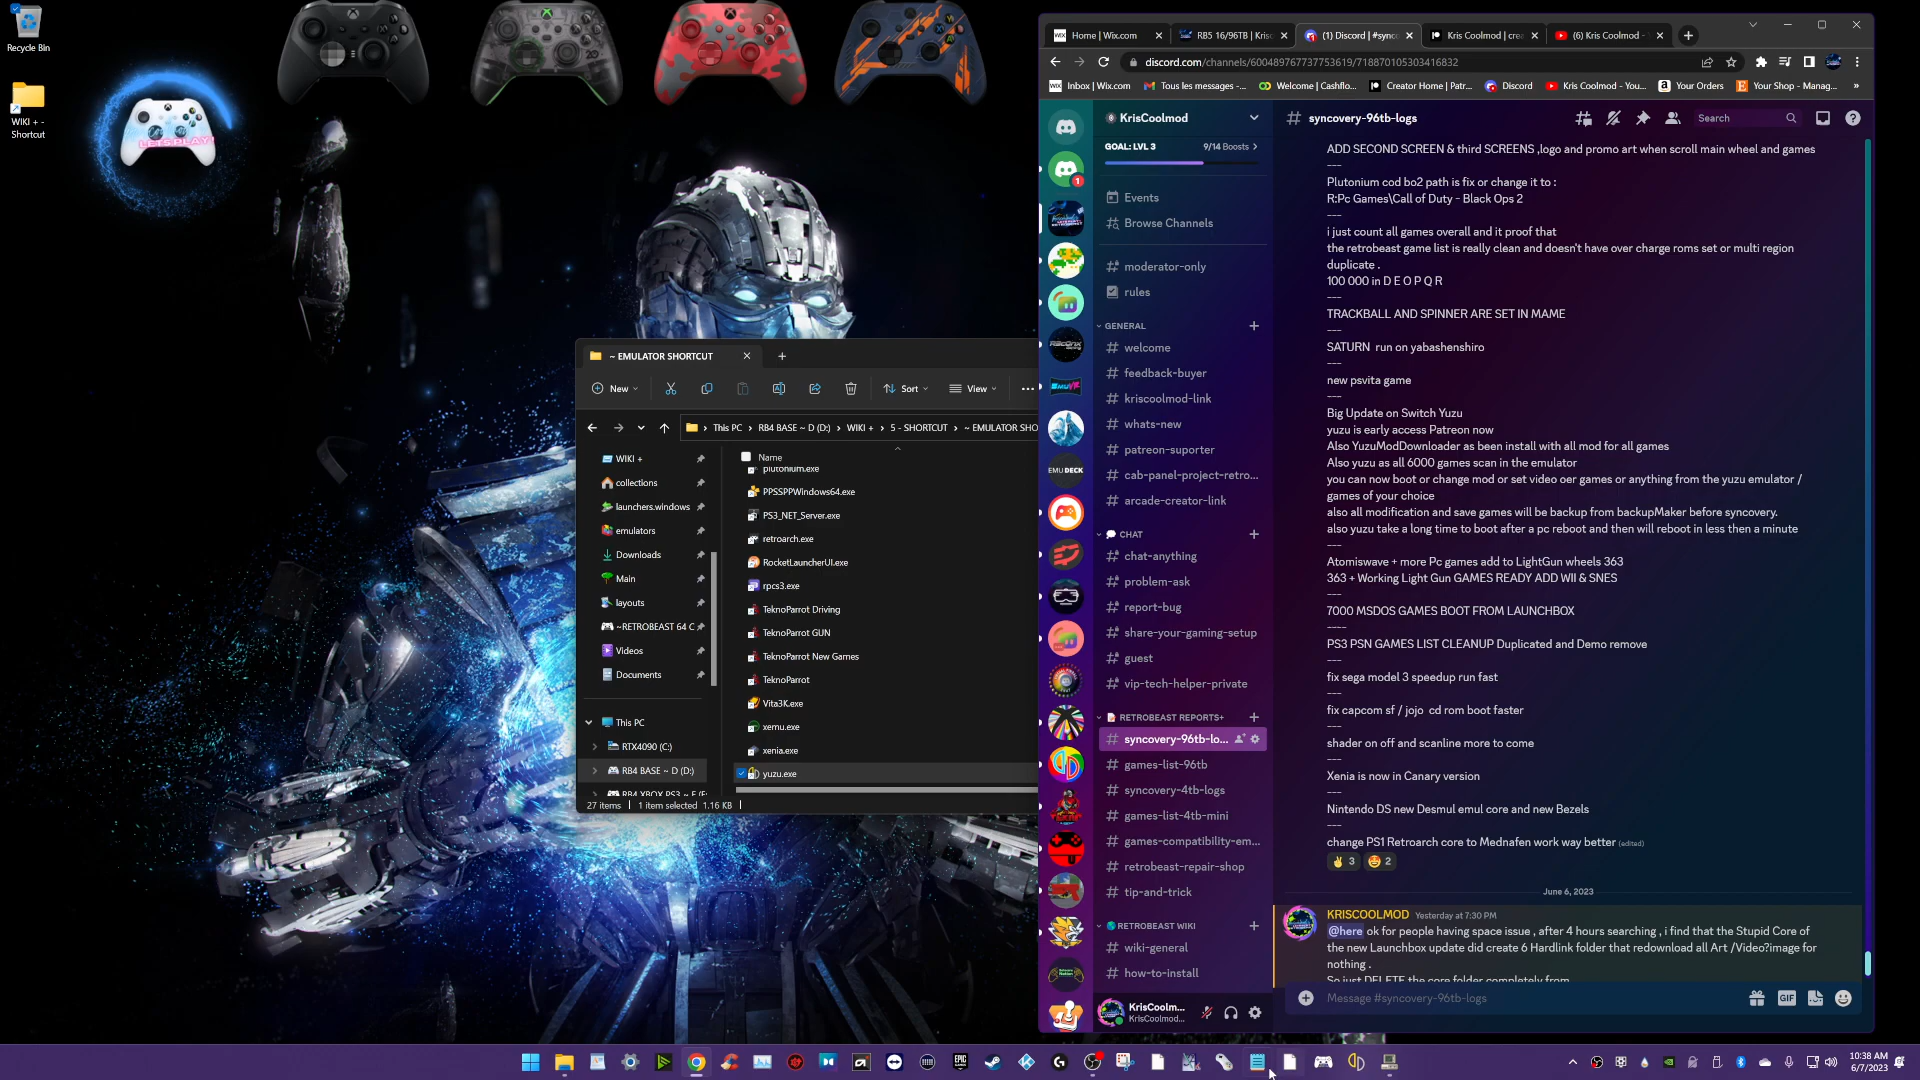 Recycle Bin
WIKI + -
Shortcut
LETS PLAY!
Home | Wix.com
RB5 16/96TB | Kris
(1) Discord | #sync
Kris Coolmod | crea
(6) Kris Coolmod -
discord.com/channels/600489767737753619/718870105303416832
Inbox | Wix.com
Tous les messages -...
Welcome | Cashflo...
Creator Home | Patr...
Discord
Kris Coolmod - You...
Your Orders
Your Shop - Manag...
»
KrisCoolmod
GOAL: LVL 3
9/14 Boosts
Events
Browse Channels
moderator-only
rules
GENERAL
welcome
feedback-buyer
kriscoolmod-link
whats-new
patreon-suporter
cab-panel-project-retro...
arcade-creator-link
CHAT
chat-anything
problem-ask
report-bug
share-your-gaming-setup
guest
vip-tech-helper-private
RETROBEAST REPORTS+
syncovery-96tb-lo...
games-list-96tb
syncovery-4tb-logs
games-list-4tb-mini
games-compatibility-em...
retrobeast-repair-shop
tip-and-trick
RETROBEAST WIKI
wiki-general
how-to-install
KrisCoolm...
KrisCoolmod...
EMUVR
EMU DECK
1
# syncovery-96tb-logs
Search
ADD SECOND SCREEN & third SCREENS ,logo and promo art when scroll main wheel and games
---
Plutonium cod bo2 path is fix or change it to :
R:Pc Games\Call of Duty - Black Ops 2
---
i just count all games overall and it proof that
the retrobeast game list is really clean and doesn't have over charge roms set or multi region
duplicate .
100 000 in D E O P Q R
---
TRACKBALL AND SPINNER ARE SET IN MAME
---
SATURN run on yabashenshiro
---
new psvita game
---
Big Update on Switch Yuzu
yuzu is early access Patreon now
Also YuzuModDownloader as been install with all mod for all games
Also yuzu as all 6000 games scan in the emulator
you can now boot or change mod or set video oer games or anything from the yuzu emulator /
games of your choice
also all modification and save games will be backup from backupMaker before syncovery.
also yuzu take a long time to boot after a pc reboot and then will reboot in less then a minute
---
Atomiswave + more Pc games add to LightGun wheels 363
363 + Working Light Gun GAMES READY ADD WII & SNES
---
7000 MSDOS GAMES BOOT FROM LAUNCHBOX
----
PS3 PSN GAMES LIST CLEANUP Duplicated and Demo remove
---
fix sega model 3 speedup run fast
---
fix capcom sf / jojo cd rom boot faster
---
shader on off and scanline more to come
---
Xenia is now in Canary version
---
Nintendo DS new Desmul emul core and new Bezels
---
change PS1 Retroarch core to Mednafen work way better (edited)
3
2
June 6, 2023
KRISCOOLMOD Yesterday at 7:30 PM
@here ok for people having space issue , after 4 hours searching , i find that the Stupid Core of
the new Launchbox update did create 6 Hardlink folder that redownload all Art /Video?image for
nothing .
So just DELETE the core folder completely from
Message #syncovery-96tb-logs
GIF
~ EMULATOR SHORTCUT
New
Sort
View
This PC > RB4 BASE ~ D (D:) > WIKI + > 5 - SHORTCUT > ~ EMULATOR SHO
WIKI +
collections
launchers.windows
emulators
Downloads
Main
layouts
~RETROBEAST 64 C
Videos
Documents
This PC
RTX4090 (C:)
RB4 BASE ~ D (D:)
RB4 XBOX PS3 ~ E (E:
Name
plutonium.exe
PPSSPPWindows64.exe
PS3_NET_Server.exe
retroarch.exe
RocketLauncherUI.exe
rpcs3.exe
TeknoParrot Driving
TeknoParrot GUN
TeknoParrot New Games
TeknoParrot
Vita3K.exe
xemu.exe
xenia.exe
yuzu.exe
27 items
1 item selected 1.16 KB
10:38 AM
6/7/2023